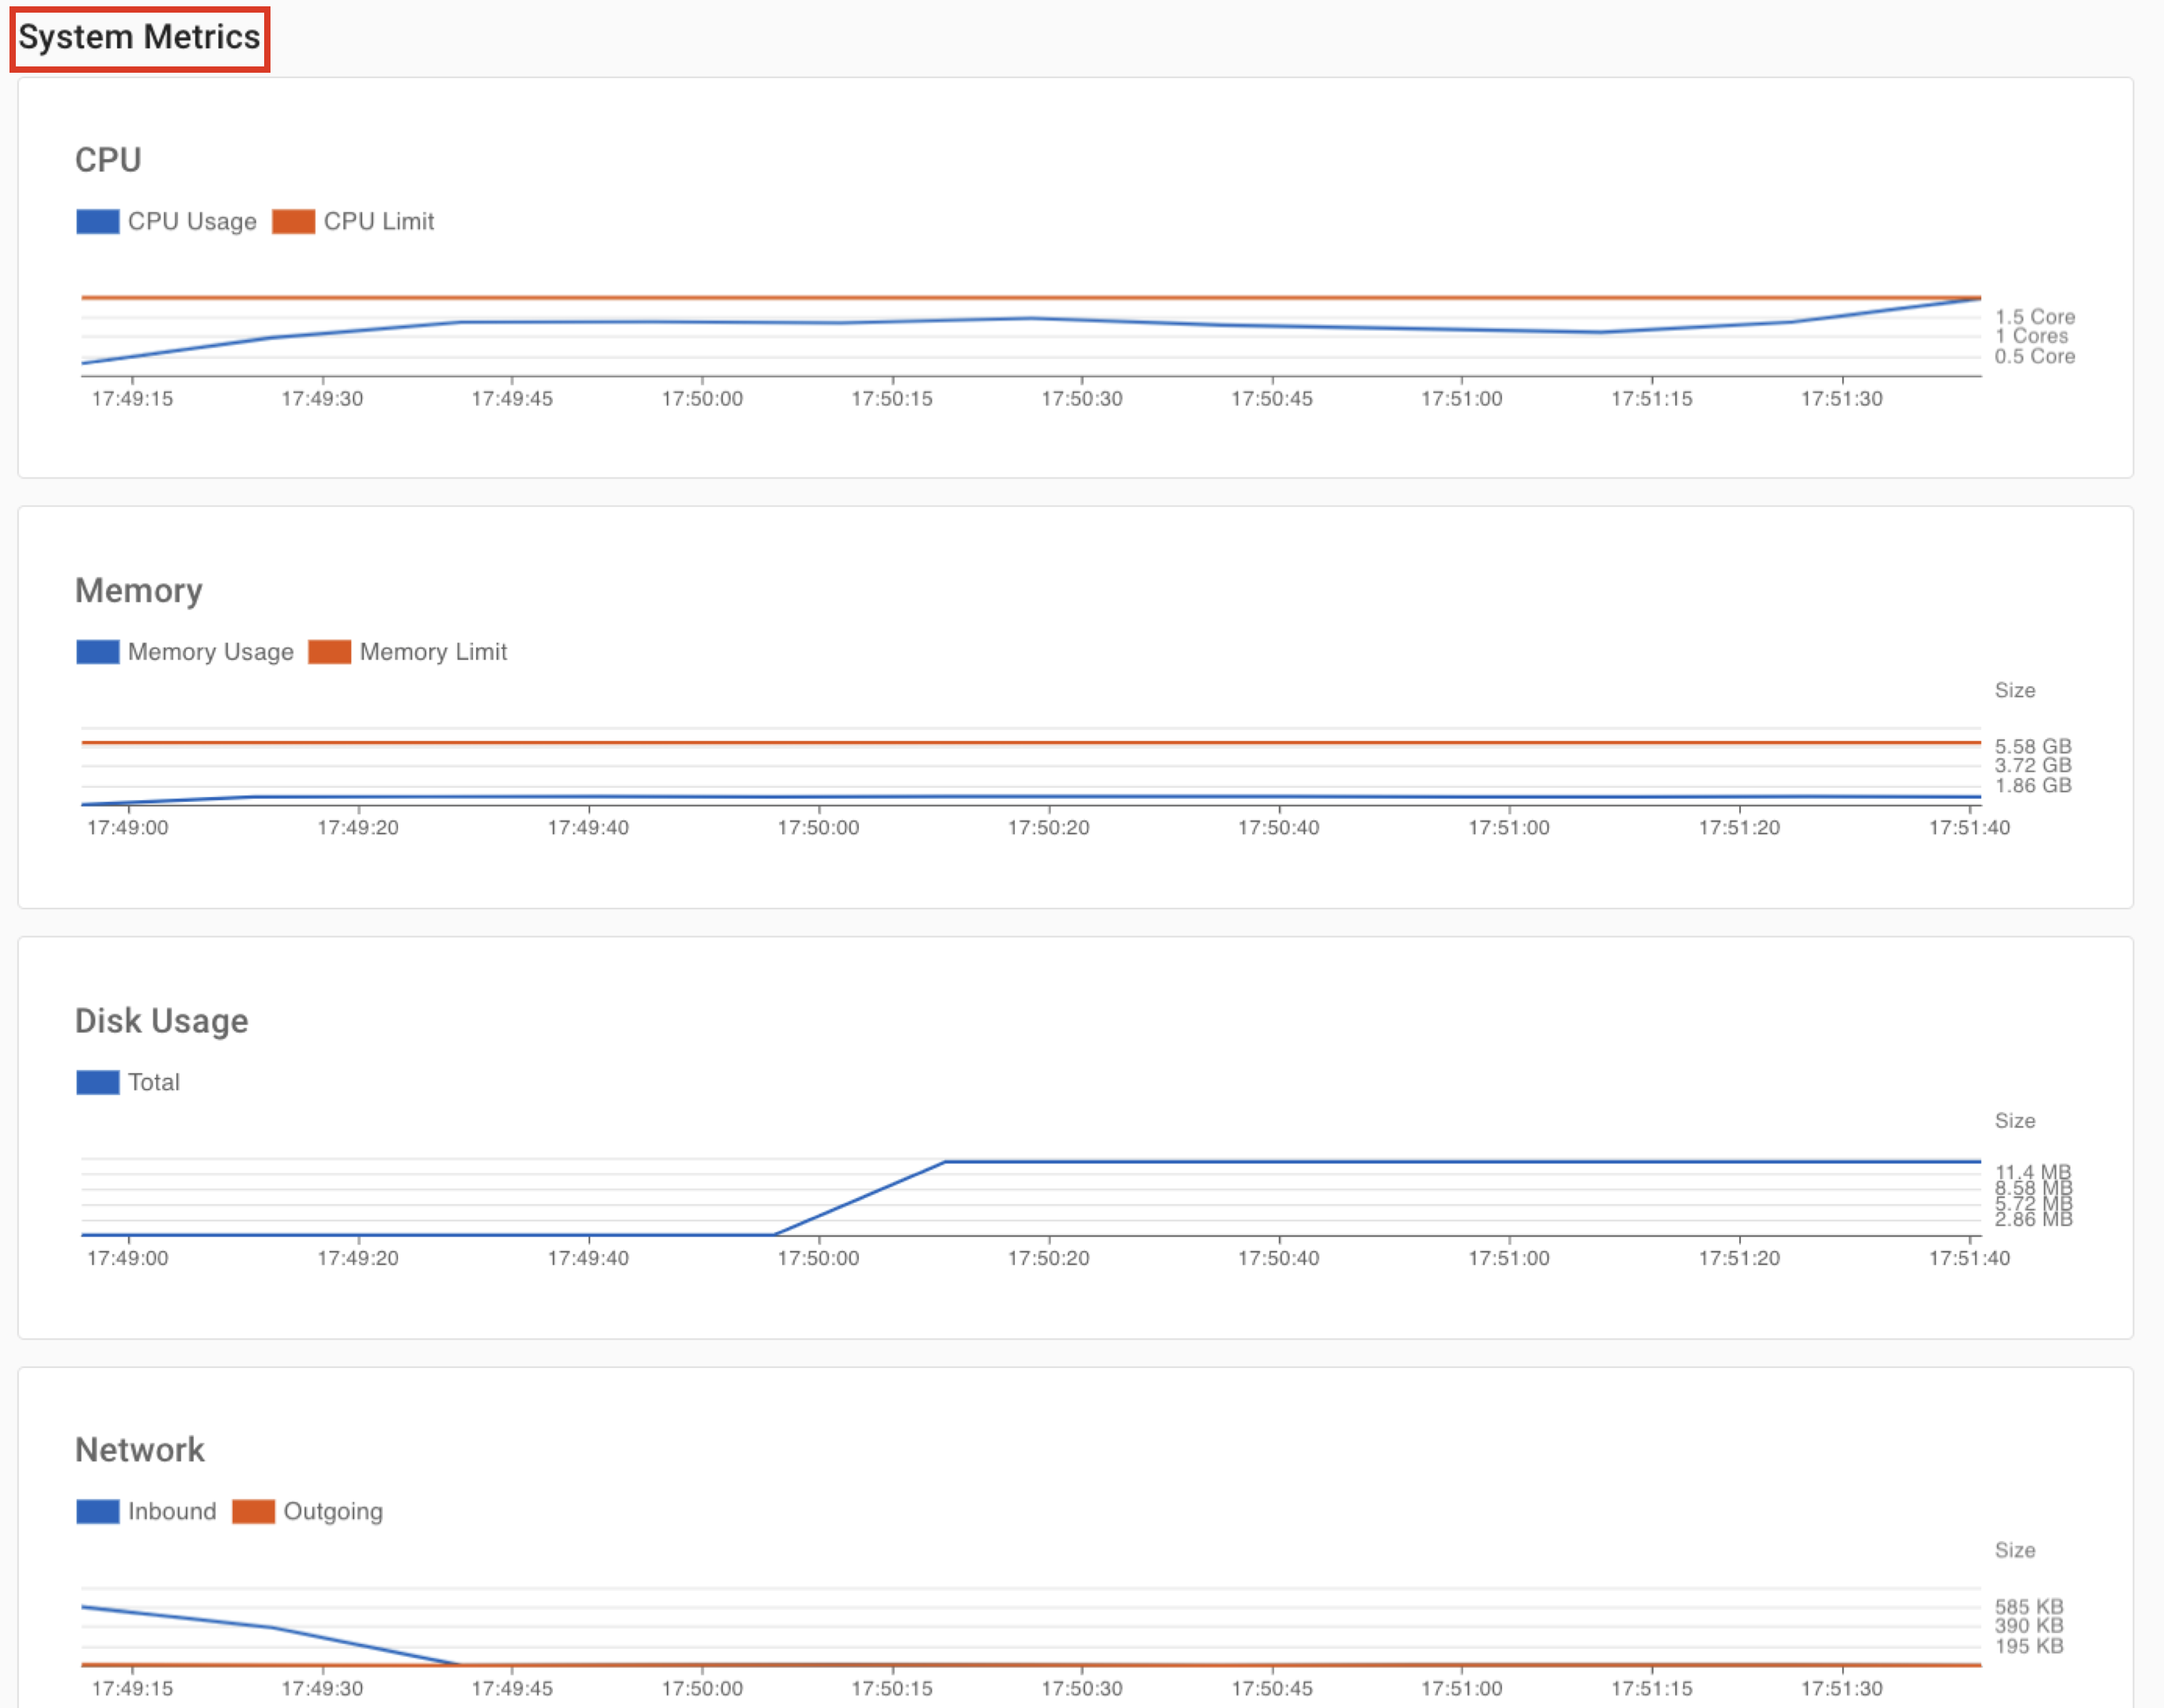 System Metrics
CPU
CPU Usage CPU Limit
1.5 Core
1 Cores
0.5 Core
17:49:15 17:49:30 17:49:45 17:50:00 17:50:15 17:50:30 17:50:45 17:51:00 17:51:15 17:51:30
Memory
Memory Usage Memory Limit
Size
5.58 GB
3.72 GB
1.86 GB
17:49:00 17:49:20 17:49:40 17:50:00 17:50:20 17:50:40 17:51:00 17:51:20 17:51:40
Disk Usage
Total
Size
11.4 MB
8.58 MB
5.72 MB
2.86 MB
17:49:00 17:49:20 17:49:40 17:50:00 17:50:20 17:50:40 17:51:00 17:51:20 17:51:40
Network
Inbound Outgoing
Size
585 KB
390 KB
195 KB
17:49:15 17:49:30 17:49:45 17:50:00 17:50:15 17:50:30 17:50:45 17:51:00 17:51:15 17:51:30